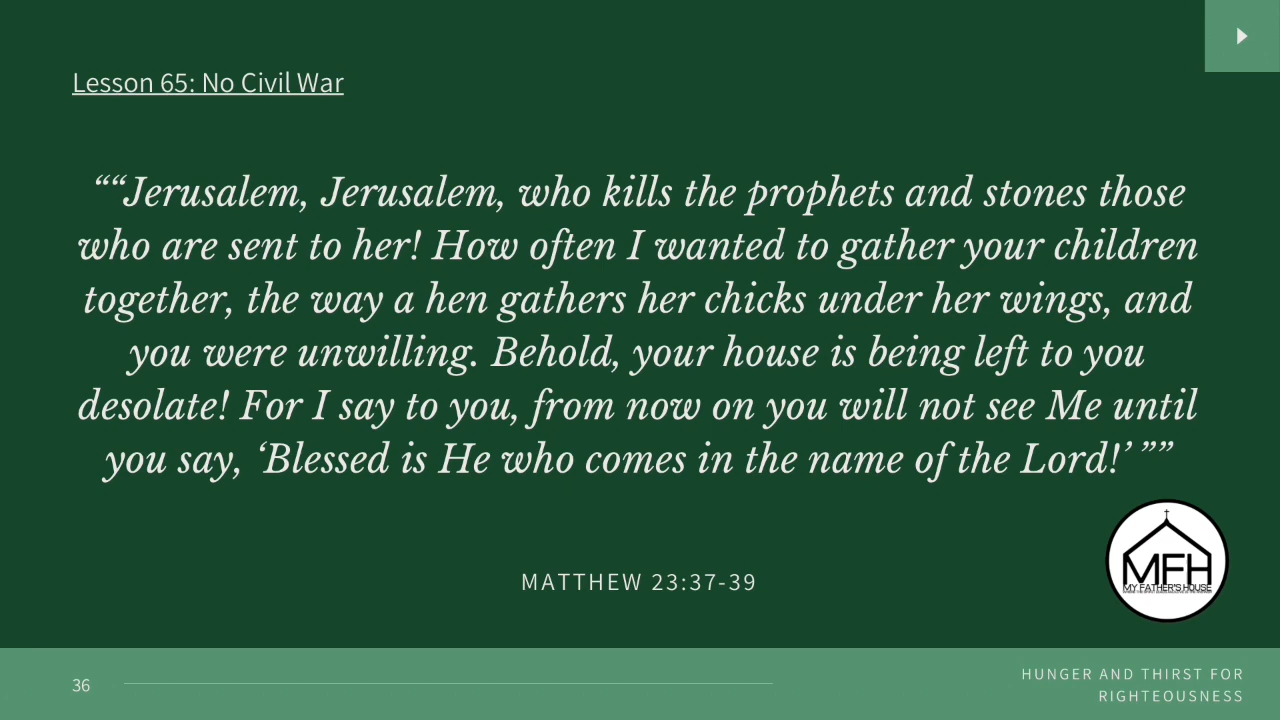 Lesson 65: No Civil War
““Jerusalem, Jerusalem, who kills the prophets and stones those
who are sent to her! How often I wanted to gather your children
together, the way a hen gathers her chicks under her wings, and
you were unwilling. Behold, your house is being left to you
desolate! For I say to you, from now on you will not see Me until
you say, ‘Blessed is He who comes in the name of the Lord!’ ””
MATTHEW 23:37-39
MFH
MY FATHER'S HOUSE
36
HUNGER AND THIRST FOR
RIGHTEOUSNESS